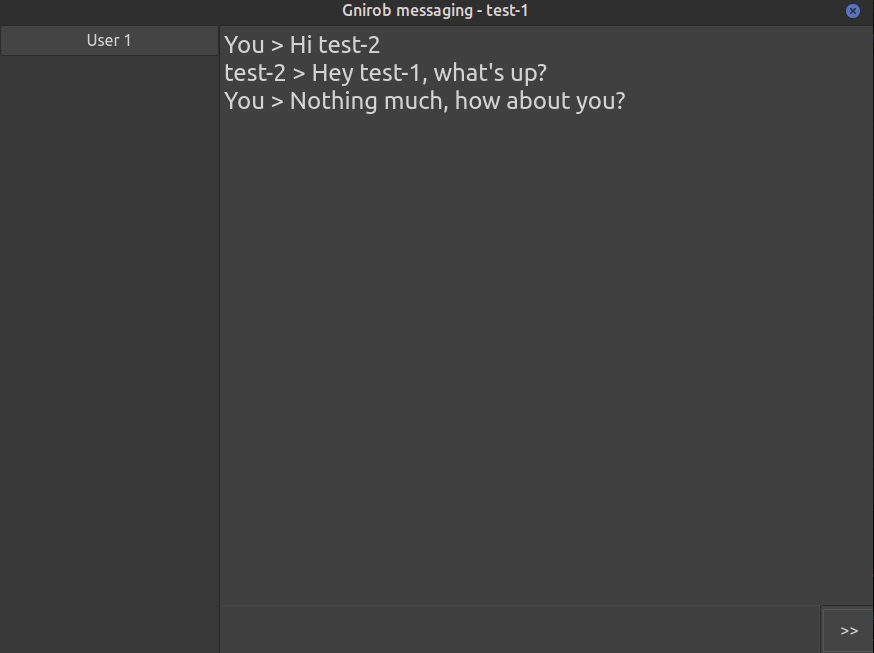 Gnirob messaging - test-1
User 1
You > Hi test-2
test-2 > Hey test-1, what's up?
You > Nothing much, how about you?
>>